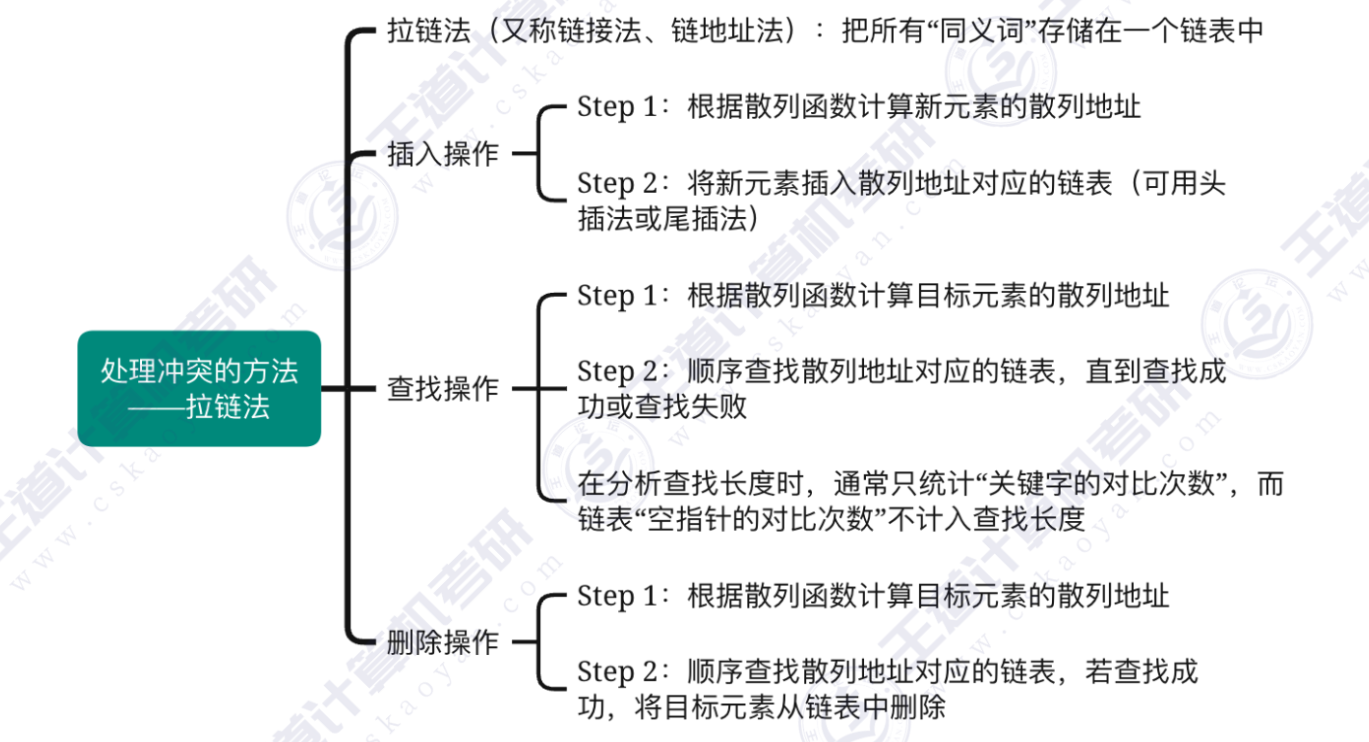 拉链法（又称链接法、链地址法）：把所有“同义词”存储在一个链表中
插入操作
Step 1：根据散列函数计算新元素的散列地址
Step 2：将新元素插入散列地址对应的链表（可用头
插法或尾插法）
处理冲突的方法
——拉链法
查找操作
Step 1：根据散列函数计算目标元素的散列地址
Step 2：顺序查找散列地址对应的链表，直到查找成
功或查找失败
在分析查找长度时，通常只统计“关键字的对比次数”，而
链表“空指针的对比次数”不计入查找长度
删除操作
Step 1：根据散列函数计算目标元素的散列地址
Step 2：顺序查找散列地址对应的链表，若查找成
功，将目标元素从链表中删除
王道计算机考研
www.cskaoyan.com